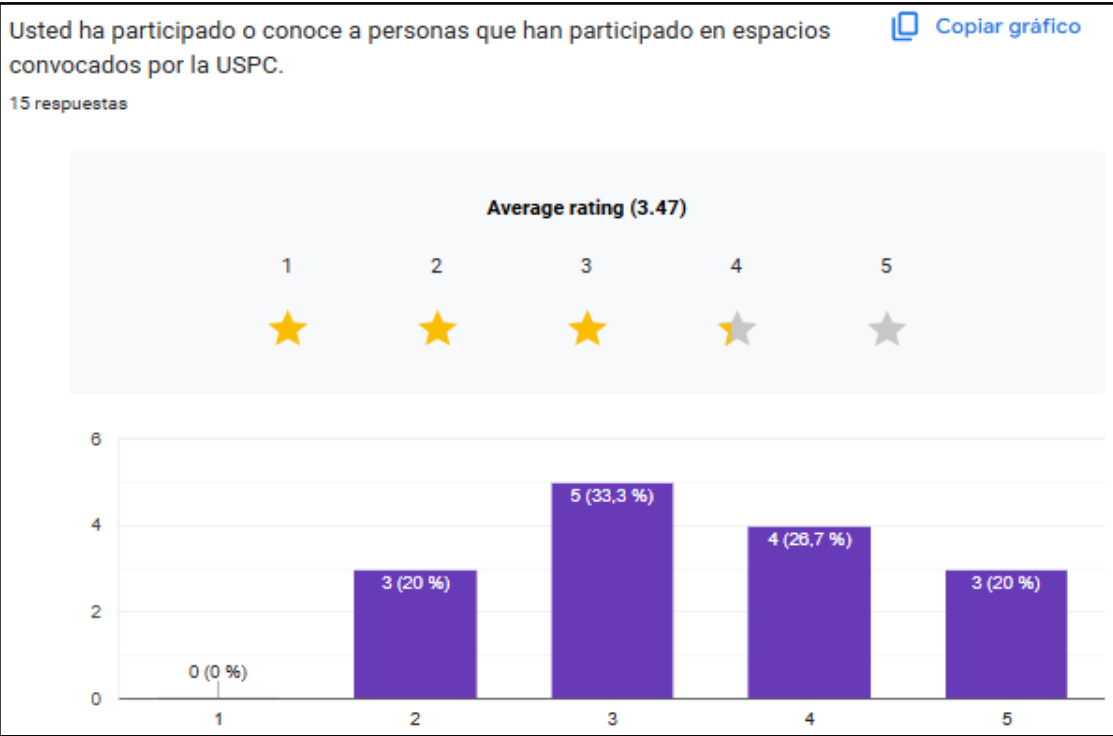 Usted ha participado o conoce a personas que han participado en espacios
convocados por la USPC.
Copiar gráfico
15 respuestas
Average rating (3.47)
1 2 3 4 5
6
4
2
0
0 (0 %)
3 (20 %)
5 (33,3 %)
4 (26,7 %)
3 (20 %)
1 2 3 4 5